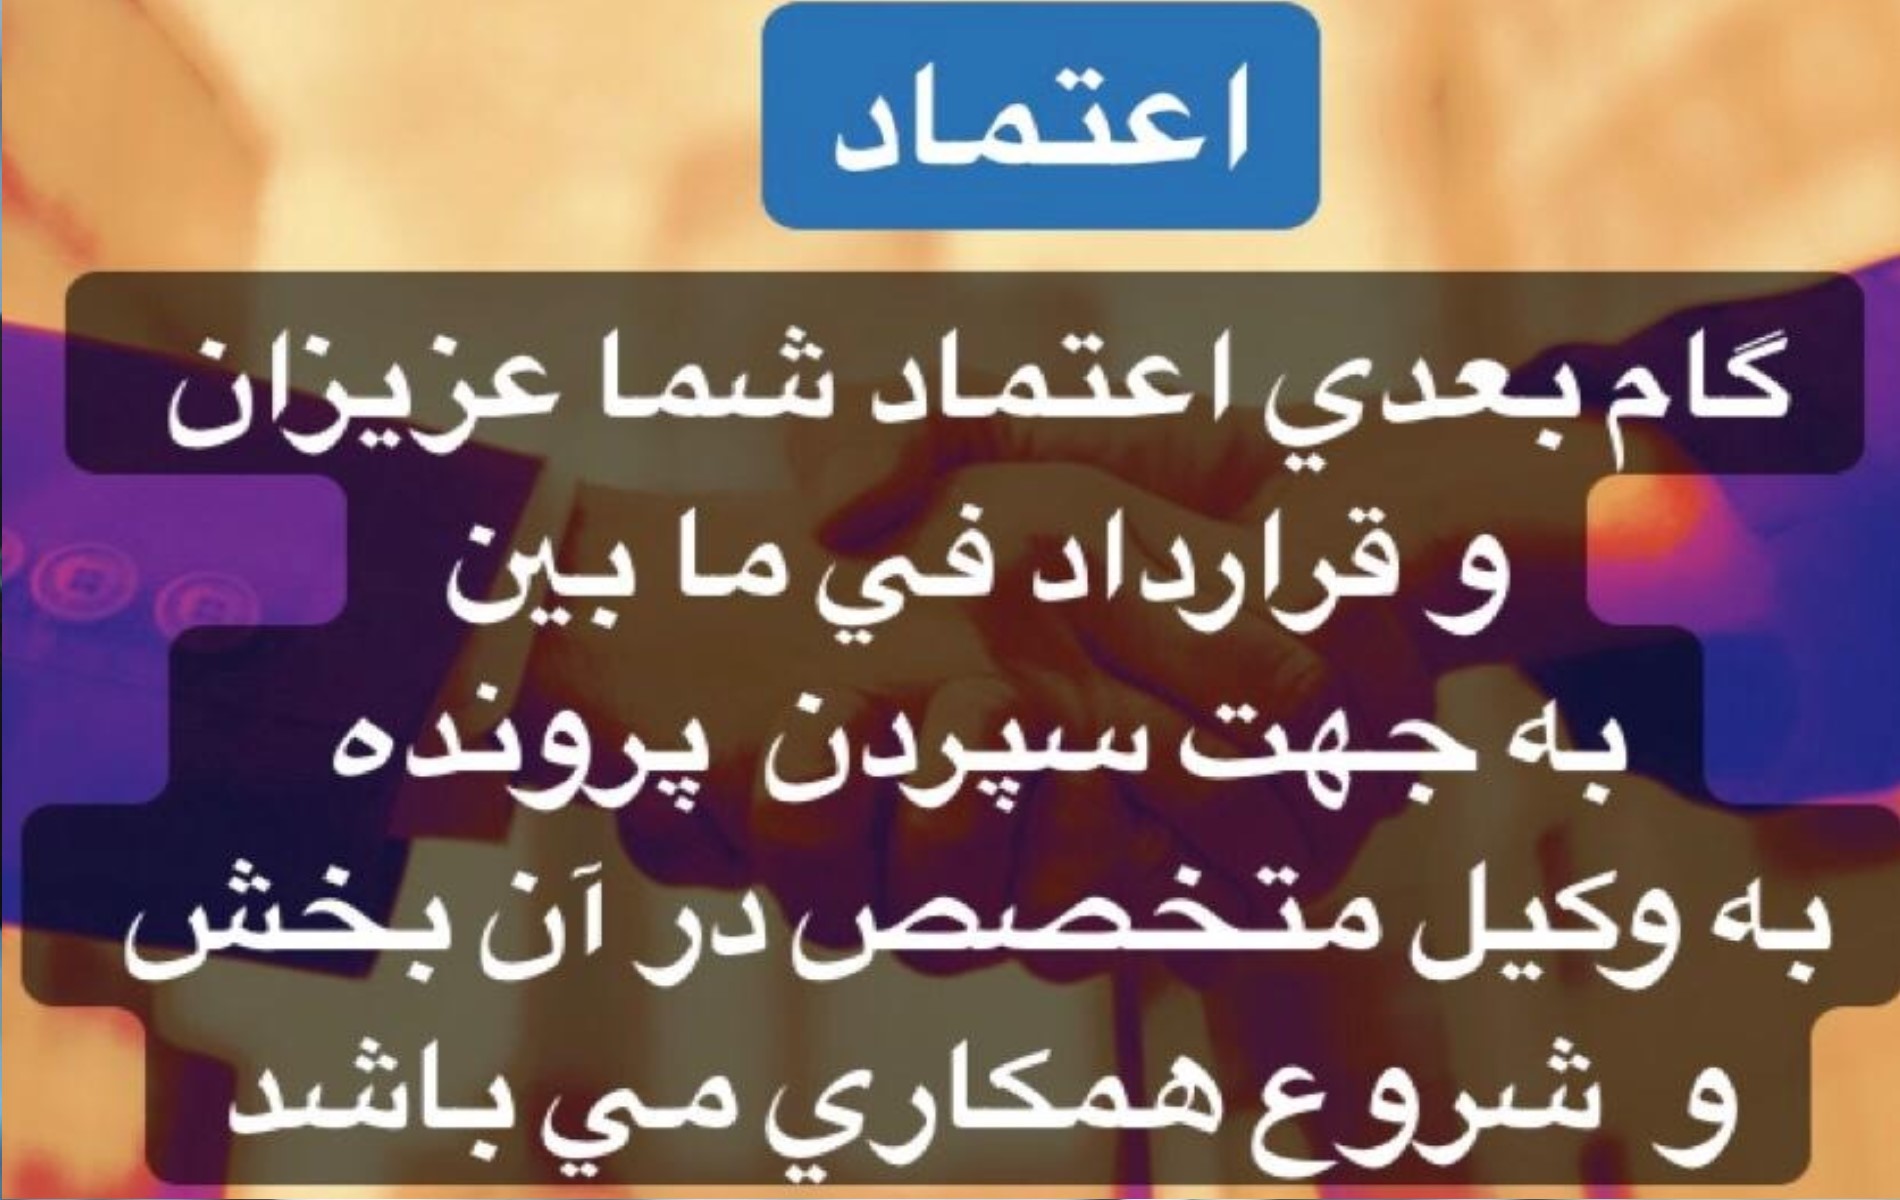 اعتماد
گام بعدي اعتماد شما عزيزان
و قرارداد في ما بين
به جهت سپردن پرونده
به وكيل متخصص در آن بخش
و شروع همكاري مي باشد